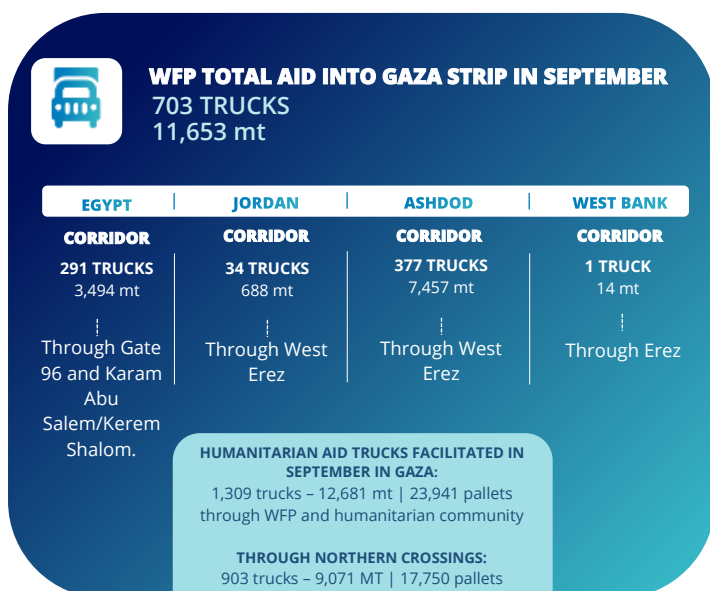 WFP TOTAL AID INTO GAZA STRIP IN SEPTEMBER
703 TRUCKS
11,653 mt
EGYPT
CORRIDOR
291 TRUCKS
3,494 mt
Through Gate
96 and Karam
Abu
Salem/Kerem
Shalom.
JORDAN
CORRIDOR
34 TRUCKS
688 mt
Through West
Erez
ASHDOD
CORRIDOR
377 TRUCKS
7,457 mt
Through West
Erez
WEST BANK
CORRIDOR
1 TRUCK
14 mt
Through Erez
HUMANITARIAN AID TRUCKS FACILITATED IN
SEPTEMBER IN GAZA:
1,309 trucks – 12,681 mt | 23,941 pallets
through WFP and humanitarian community
THROUGH NORTHERN CROSSINGS:
903 trucks – 9,071 MT | 17,750 pallets